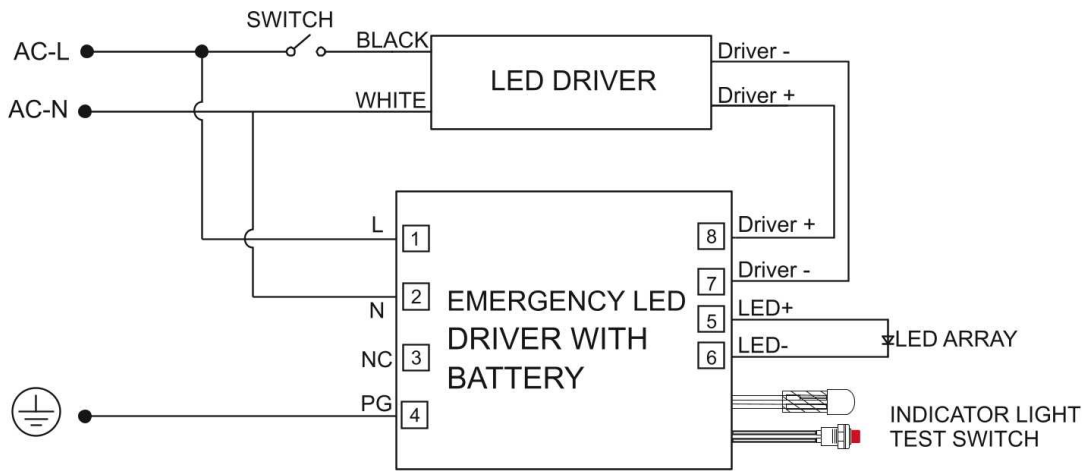 SWITCH
AC-L
BLACK
LED DRIVER
Driver -
AC-N
WHITE
Driver +
L
1
8
Driver +
2
N
7
Driver -
EMERGENCY LED
DRIVER WITH
BATTERY
5
LED+
6
LED-
LED ARRAY
NC
3
PG
4
INDICATOR LIGHT
TEST SWITCH